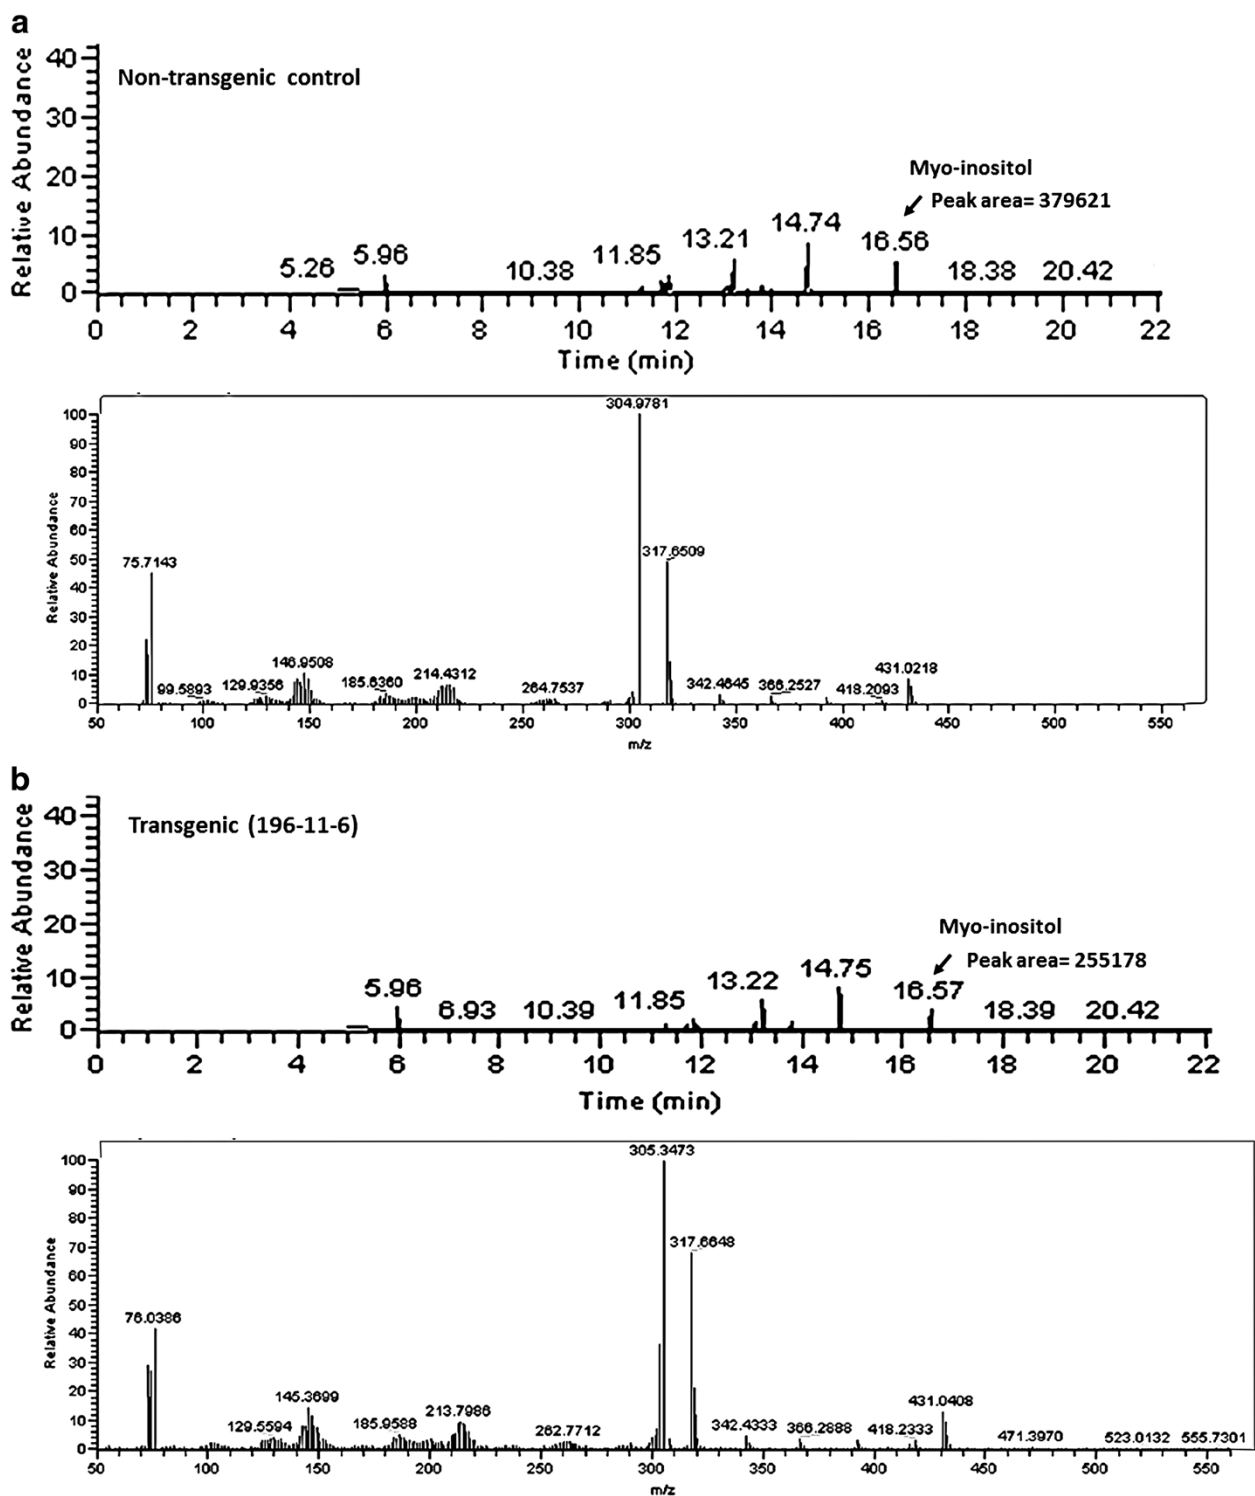 a
Non-transgenic control
Relative Abundance
40
30
20
10
0
Myo-inositol
Peak area= 379621
5.26 5.96 10.38 11.85 13.21 14.74 16.56 18.38 20.42
0 2 4 6 8 10 12 14 16 18 20 22
Time (min)
Relative Abundance
100
90
80
70
60
50
40
30
20
10
0
75.7143 99.5893 129.9356 146.9508 185.6360 214.4312 264.7537 304.9781 317.6509 342.4645 366.2527 418.2093 431.0218
50 100 150 200 250 300 350 400 450 500 550
m/z
b
Transgenic (196-11-6)
Relative Abundance
40
30
20
10
0
Myo-inositol
Peak area= 255178
5.96 6.93 10.39 11.85 13.22 14.75 16.57 18.39 20.42
0 2 4 6 8 10 12 14 16 18 20 22
Time (min)
Relative Abundance
100
90
80
70
60
50
40
30
20
10
0
76.0386 129.5594 145.3699 185.9588 213.7986 262.7712 305.3473 317.6648 342.4333 366.2888 418.2333 431.0408 471.3970 523.0132 555.7301
50 100 150 200 250 300 350 400 450 500 550
m/z